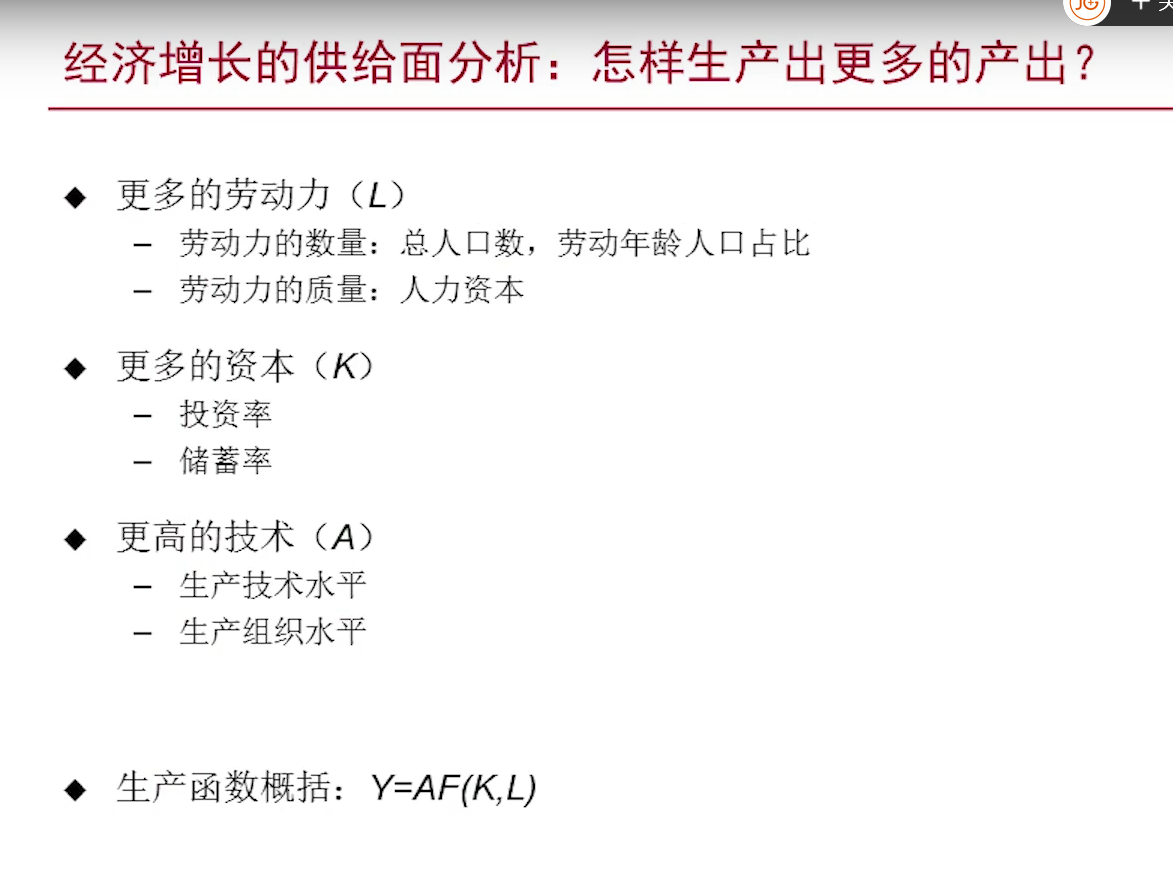 经济增长的供给面分析：怎样生产出更多的产出？
◆ 更多的劳动力（L）
– 劳动力的数量：总人口数，劳动年龄人口占比
– 劳动力的质量：人力资本
◆ 更多的资本（K）
– 投资率
– 储蓄率
◆ 更高的技术（A）
– 生产技术水平
– 生产组织水平
◆ 生产函数概括：Y=AF(K,L)